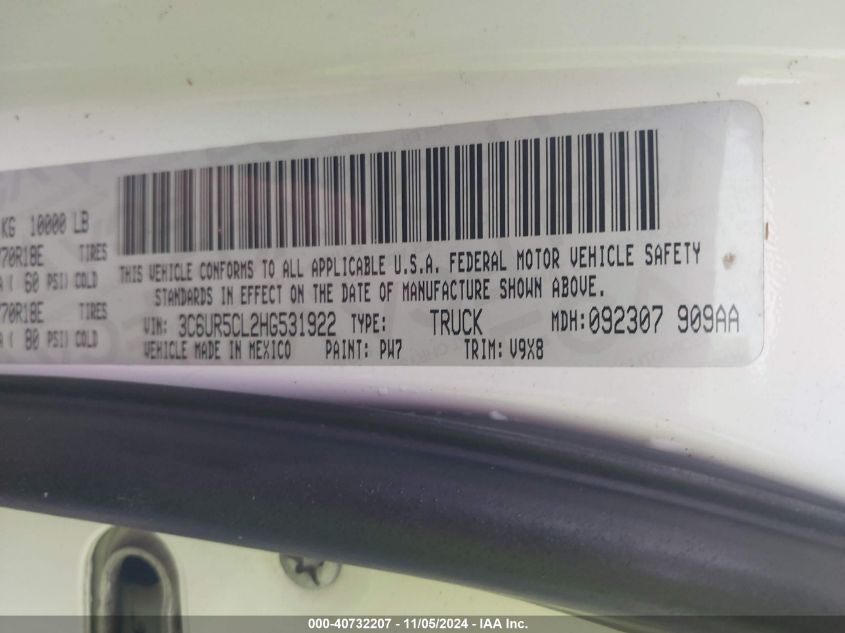 KG 10000 LB
70R18E TIRES
( 60 PSI) COLD
70R18E TIRES
( 80 PSI) COLD
THIS VEHICLE CONFORMS TO ALL APPLICABLE U.S.A. FEDERAL MOTOR VEHICLE SAFETY
STANDARDS IN EFFECT ON THE DATE OF MANUFACTURE SHOWN ABOVE.
VIN: 3C6UR5CL2HG531922 TYPE: TRUCK MDH:092307 909AA
VEHICLE MADE IN MEXICO PAINT: PW7 TRIM: V9X8
000-40732207 - 11/05/2024 - IAA Inc.